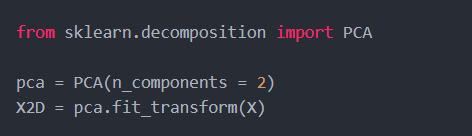 from sklearn.decomposition import PCA
pca = PCA(n_components = 2)
X2D = pca.fit_transform(X)